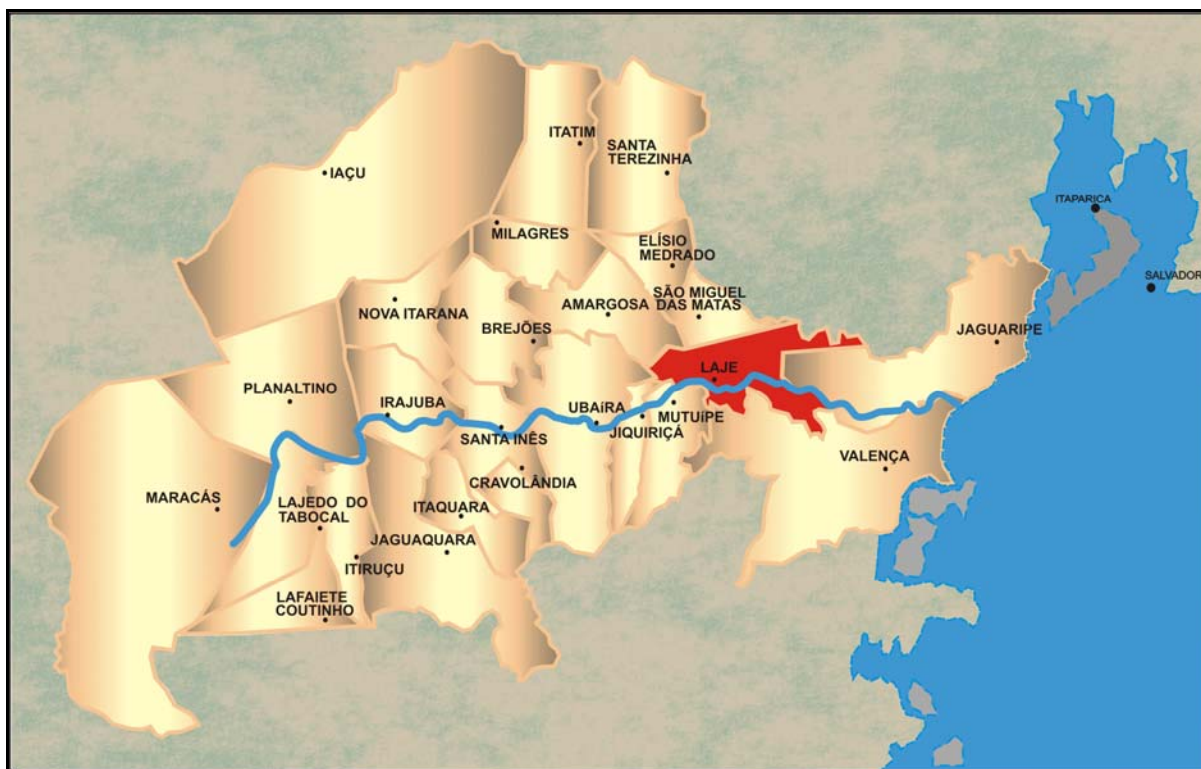 ITATIM
SANTA
TEREZINHA
IAÇU
ITAPARICA
MILAGRES
ELÍSIO
MEDRADO
SALVADOR
SÃO MIGUEL
DAS MATAS
AMARGOSA
NOVA ITARANA
BREJÕES
JAGUARIPE
LAJE
PLANALTINO
IRAJUBA
UBAíRA
MUTUíPE
JIQUIRIÇÁ
SANTA INÊS
VALENÇA
CRAVOLÂNDIA
MARACÁS
LAJEDO DO
TABOCAL
ITAQUARA
JAGUAQUARA
ITIRUÇU
LAFAIETE
COUTINHO